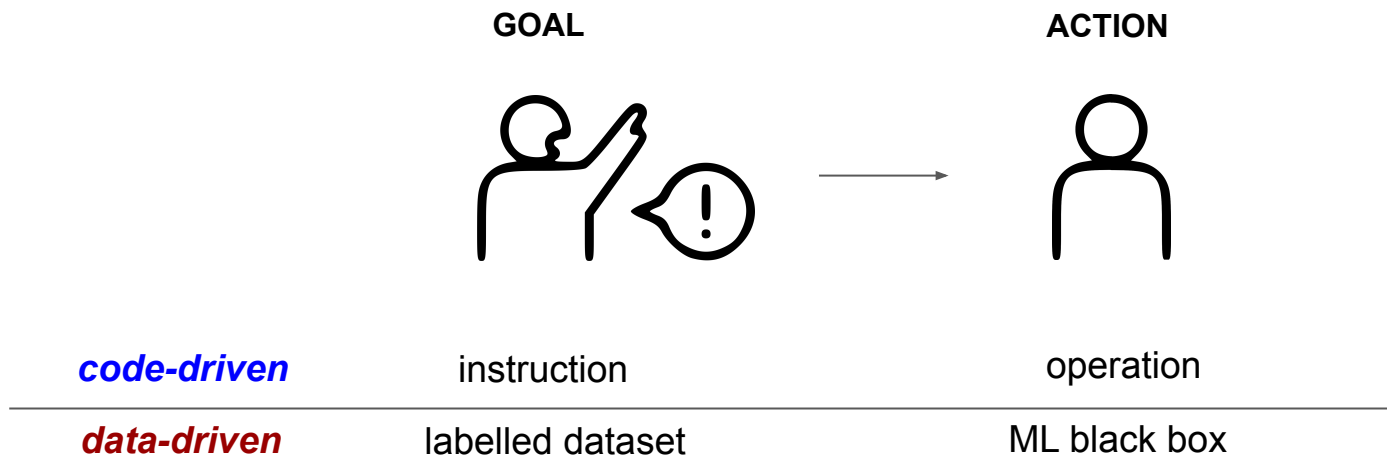 GOAL ACTION
!
code-driven instruction operation
data-driven labelled dataset ML black box